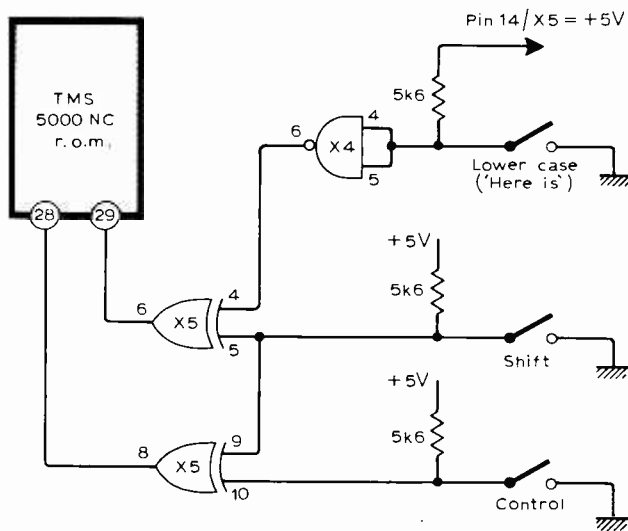 Pin 14/X5 = +5V
TMS
5000 NC
r.o.m
5k6
4
6
X4
5
Lower case
('Here is')
28
29
+5V
5k6
4
6
X5
5
Shift
+5V
5k6
9
8
X5
10
Control